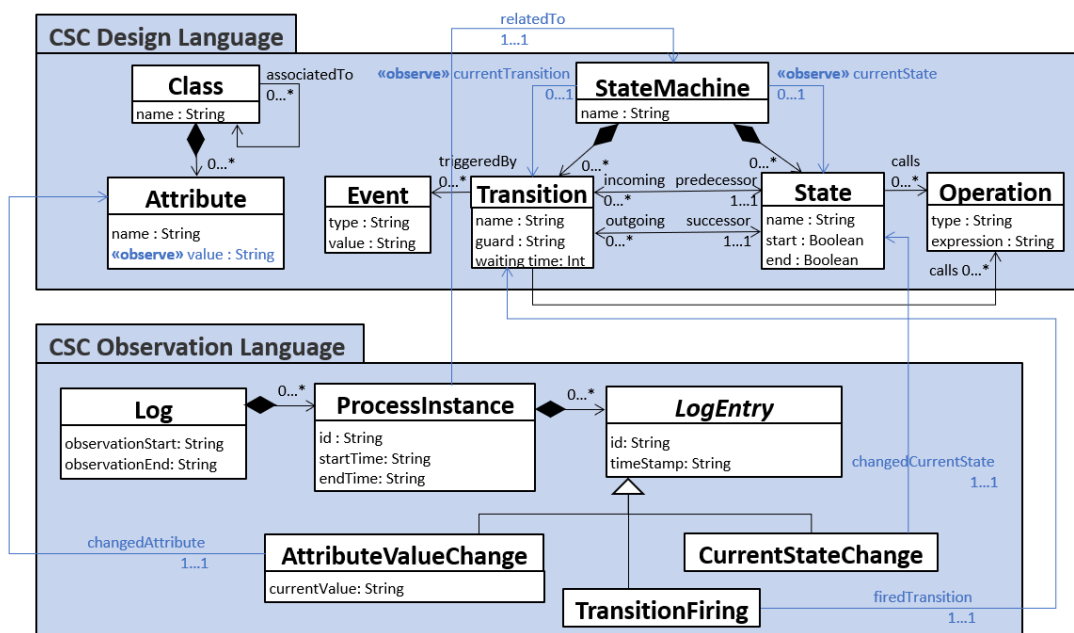 relatedTo
1...1
CSC Design Language
Class
name : String
associatedTo
0...*
«observe» currentTransition
0...1
StateMachine
name : String
«observe» currentState
0...1
0...*
Attribute
name : String
«observe» value : String
triggeredBy
0...*
Event
type : String
value : String
0...*
Transition
name : String
guard : String
waiting time: Int
incoming
0...*
predecessor
1...1
outgoing
0...*
successor
1...1
0...*
State
name : String
start : Boolean
end : Boolean
calls
0...*
Operation
type : String
expression : String
calls 0...*
CSC Observation Language
Log
observationStart: String
observationEnd: String
0...*
ProcessInstance
id : String
startTime: String
endTime: String
0...*
LogEntry
id: String
timeStamp: String
changedCurrentState
1...1
changedAttribute
1...1
AttributeValueChange
currentValue: String
CurrentStateChange
TransitionFiring
firedTransition
1...1